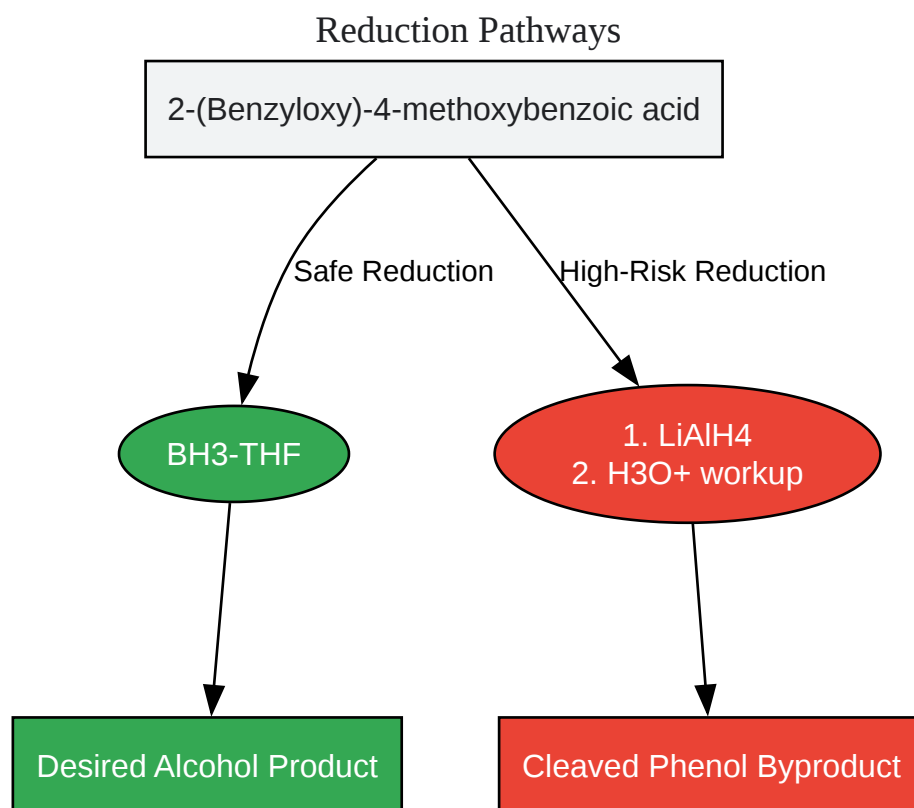 Reduction Pathways
2-(Benzyloxy)-4-methoxybenzoic acid
Safe Reduction
High-Risk Reduction
BH3-THF
1. LiAlH4
2. H3O+ workup
Desired Alcohol Product
Cleaved Phenol Byproduct